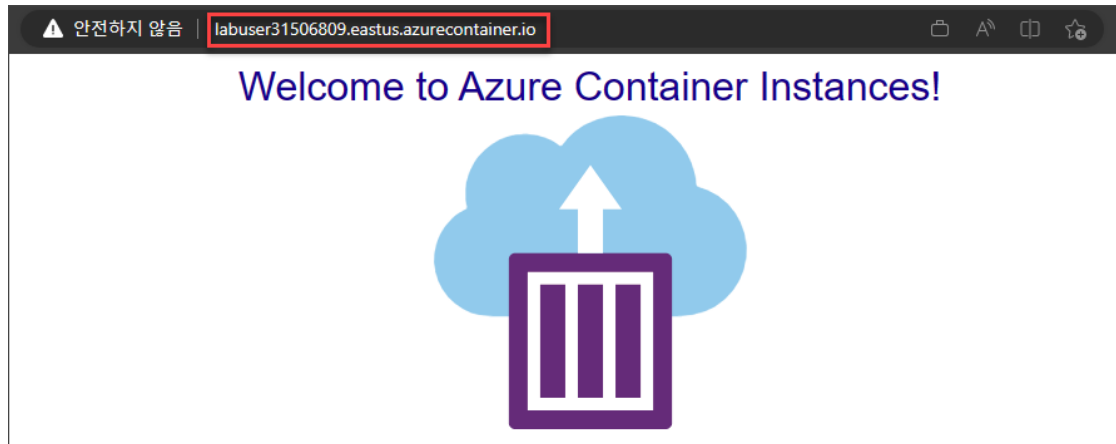 안전하지 않음 labuser31506809.eastus.azurecontainer.io
Welcome to Azure Container Instances!